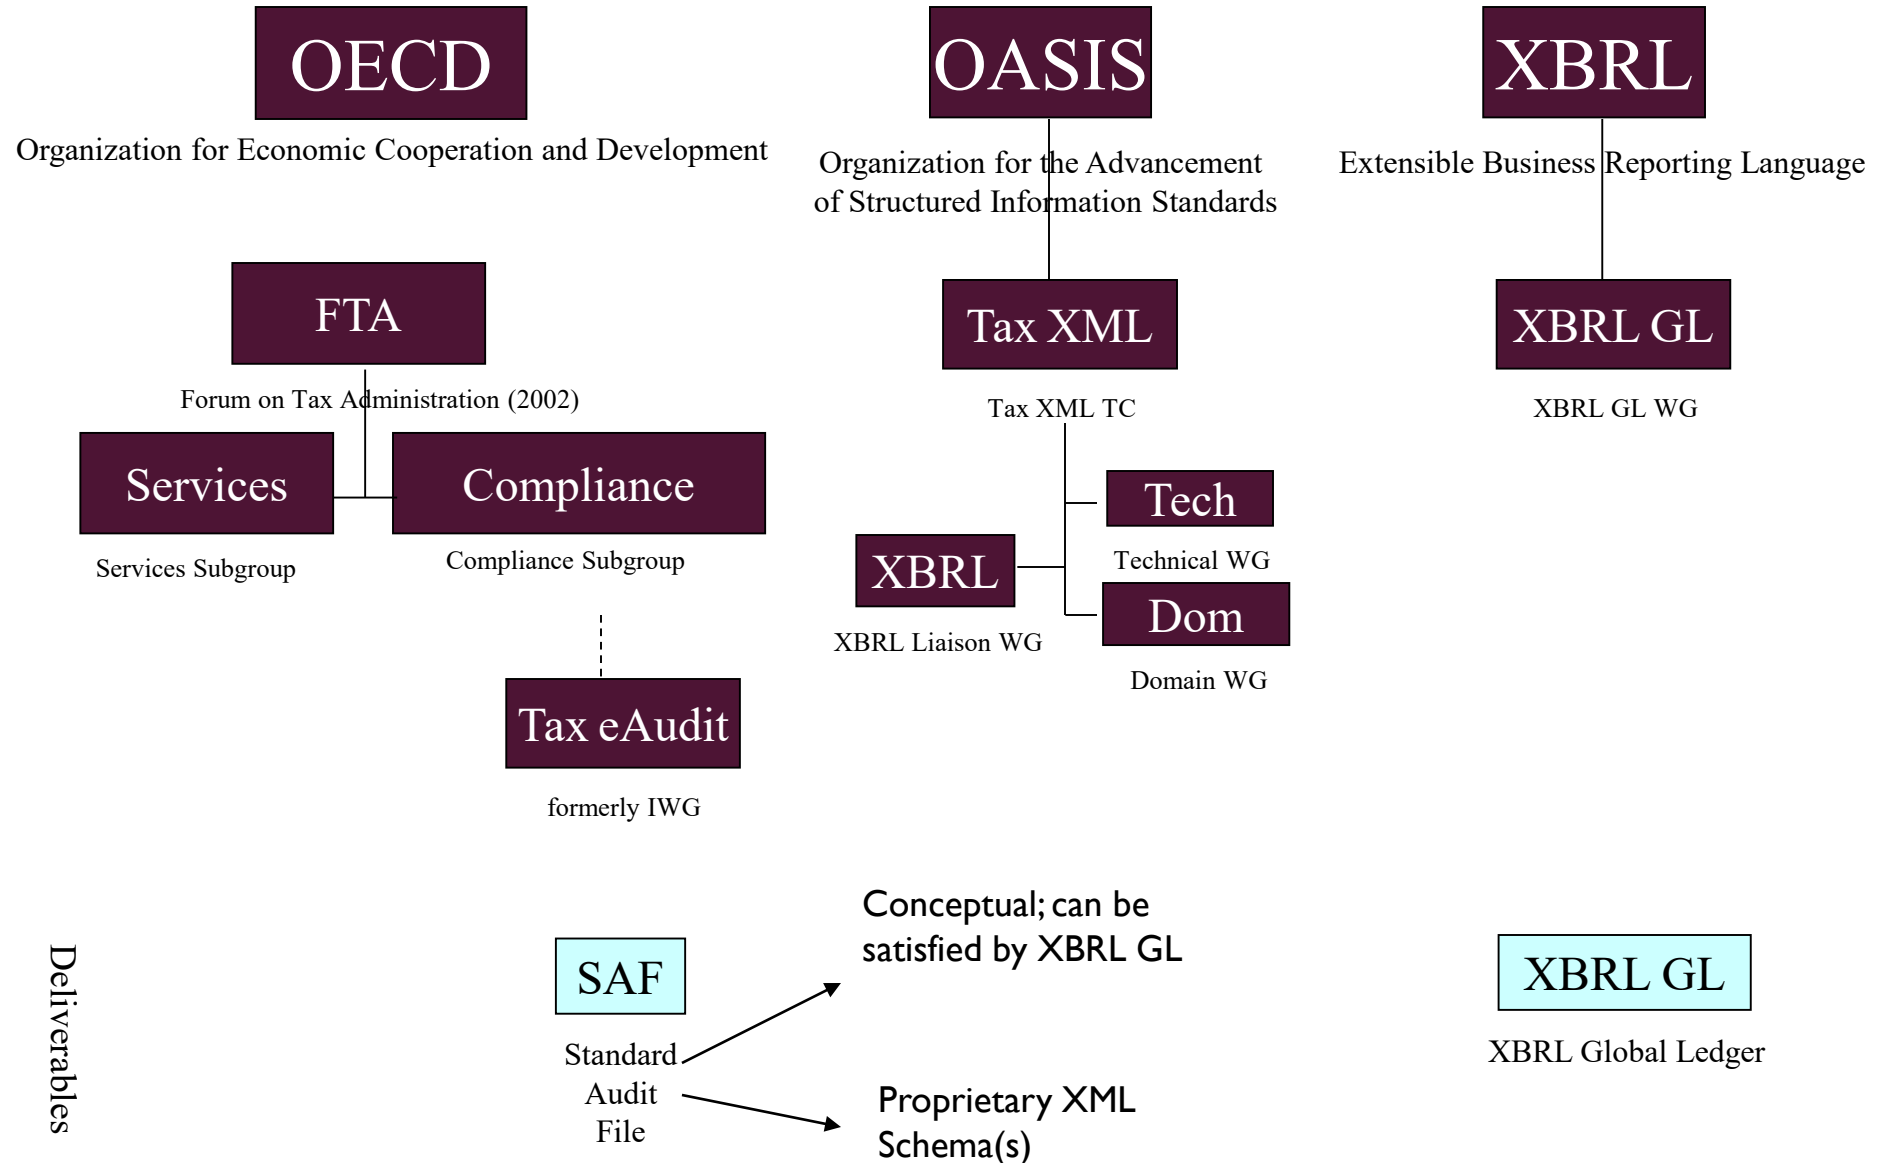 OECD
Organization for Economic Cooperation and Development
FTA
Forum on Tax Administration (2002)
Services
Services Subgroup
Compliance
Compliance Subgroup
Tax eAudit
formerly IWG
OASIS
Organization for the Advancement
of Structured Information Standards
Tax XML
Tax XML TC
Tech
Technical WG
XBRL
XBRL Liaison WG
Dom
Domain WG
XBRL
Extensible Business Reporting Language
XBRL GL
XBRL GL WG
Deliverables
SAF
Standard
Audit
File
Conceptual; can be
satisfied by XBRL GL
Proprietary XML
Schema(s)
XBRL GL
XBRL Global Ledger